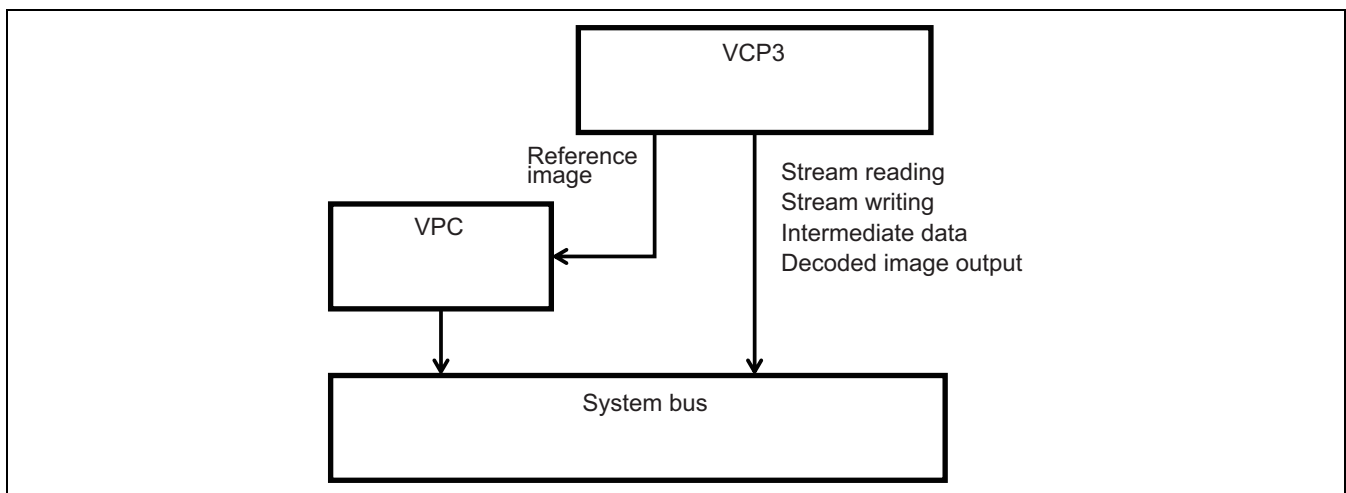 VCP3
Reference
image
Stream reading
Stream writing
Intermediate data
Decoded image output
VPC
System bus